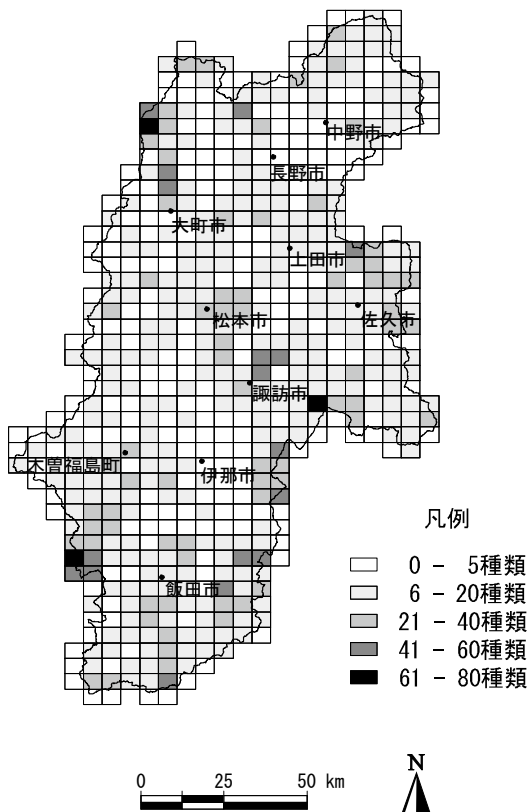 中野市
長野市
大町市
上田市
松本市
佐久市
諏訪市
木曽福島町
伊那市
飯田市
凡例
0 - 5種類
6 - 20種類
21 - 40種類
41 - 60種類
61 - 80種類
0 25 50 km
N